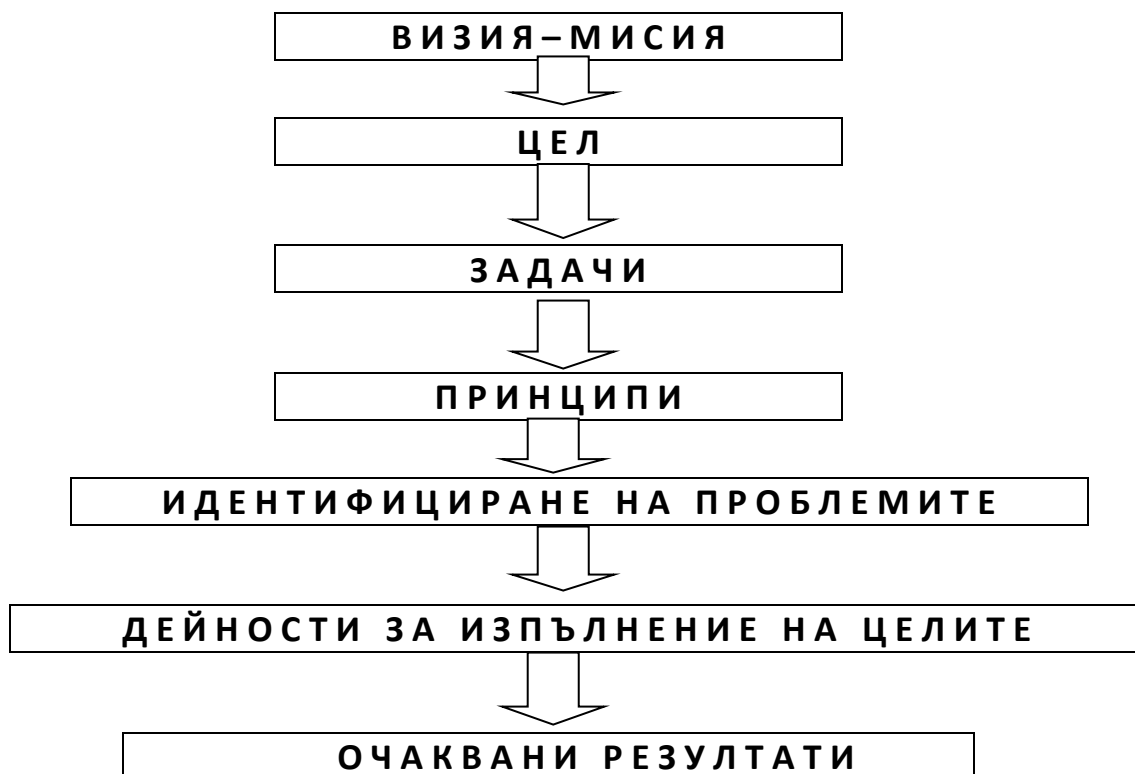 ВИЗИЯ–МИСИЯ
ЦЕЛ
ЗАДАЧИ
ПРИНЦИПИ
ИДЕНТИФИЦИРАНЕ НА ПРОБЛЕМИТЕ
ДЕЙНОСТИ ЗА ИЗПЪЛНЕНИЕ НА ЦЕЛИТЕ
ОЧАКВАНИ РЕЗУЛТАТИ